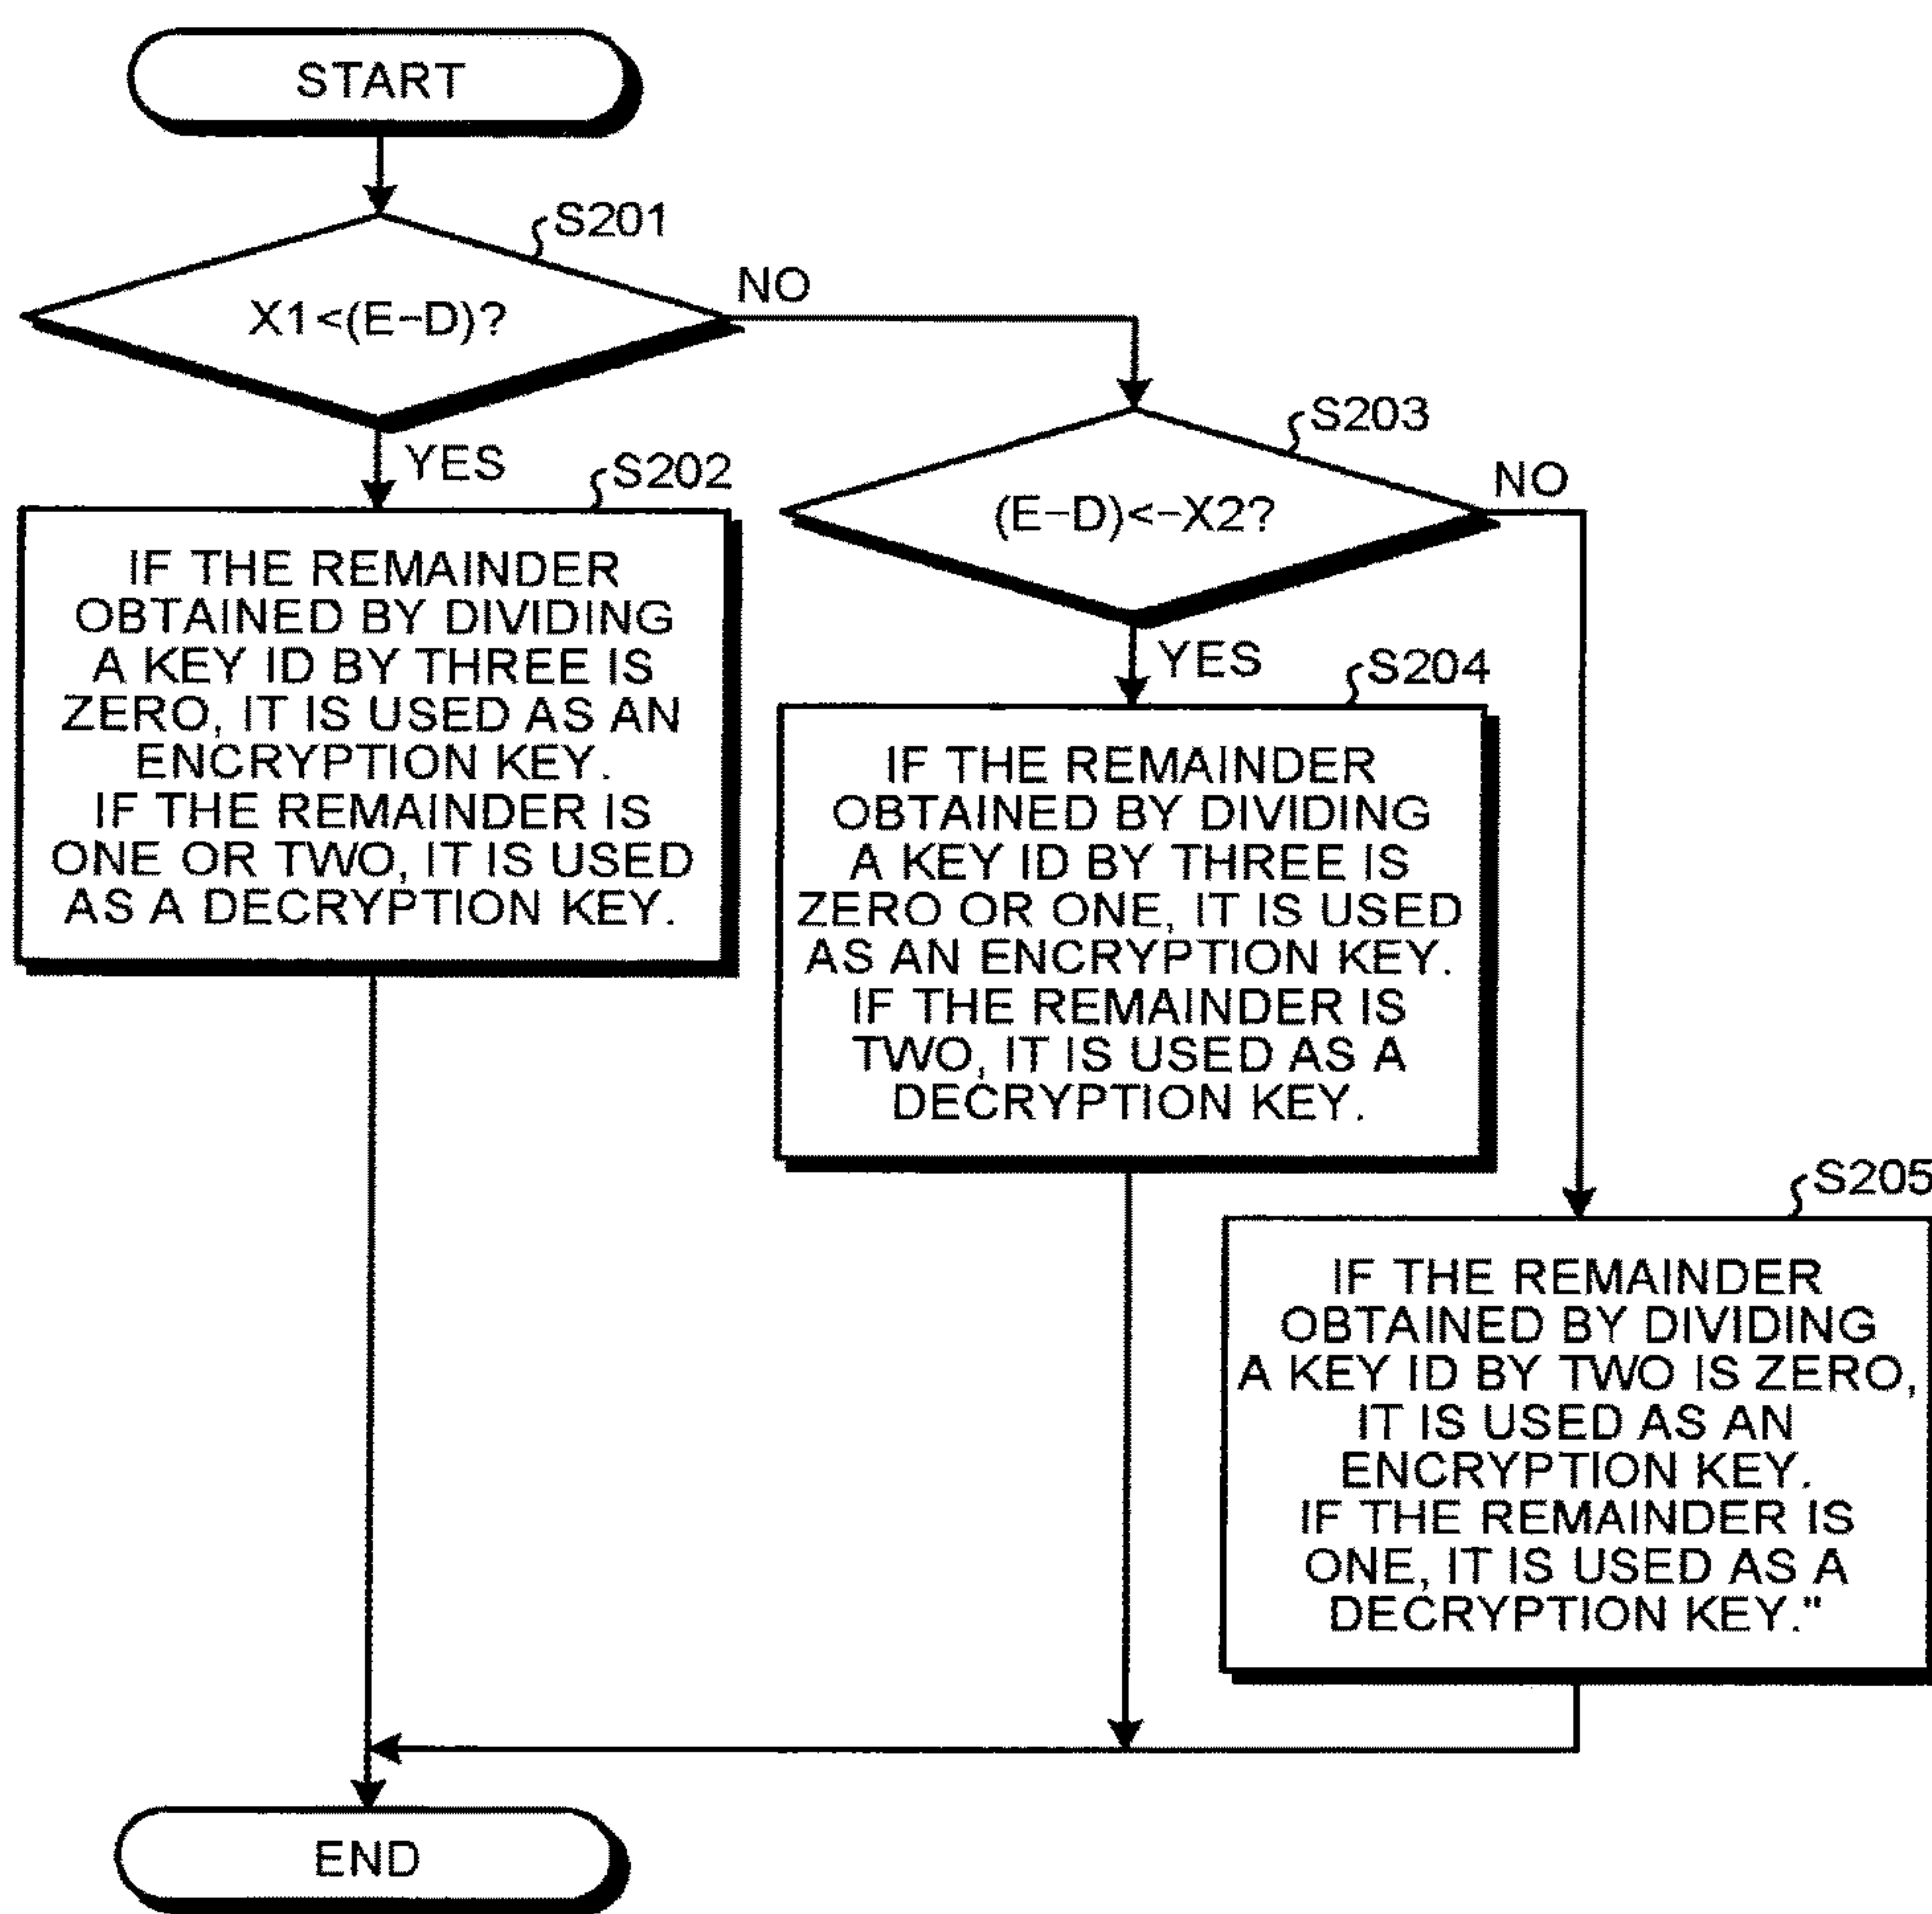 START
S201
X1<(E-D)?
NO
YES
S202
IF THE REMAINDER
OBTAINED BY DIVIDING
A KEY ID BY THREE IS
ZERO, IT IS USED AS AN
ENCRYPTION KEY.
IF THE REMAINDER IS
ONE OR TWO, IT IS USED
AS A DECRYPTION KEY.
S203
(E-D)<-X2?
NO
YES
S204
IF THE REMAINDER
OBTAINED BY DIVIDING
A KEY ID BY THREE IS
ZERO OR ONE, IT IS USED
AS AN ENCRYPTION KEY.
IF THE REMAINDER IS
TWO, IT IS USED AS A
DECRYPTION KEY.
S205
IF THE REMAINDER
OBTAINED BY DIVIDING
A KEY ID BY TWO IS ZERO,
IT IS USED AS AN
ENCRYPTION KEY.
IF THE REMAINDER IS
ONE, IT IS USED AS A
DECRYPTION KEY."
END